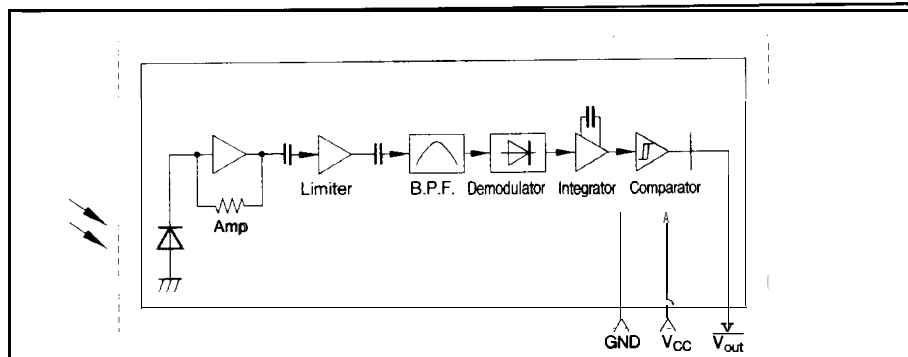 Limiter
B.P.F.
Demodulator
Integrator
Comparator
Amp
GND
Vcc
Vout